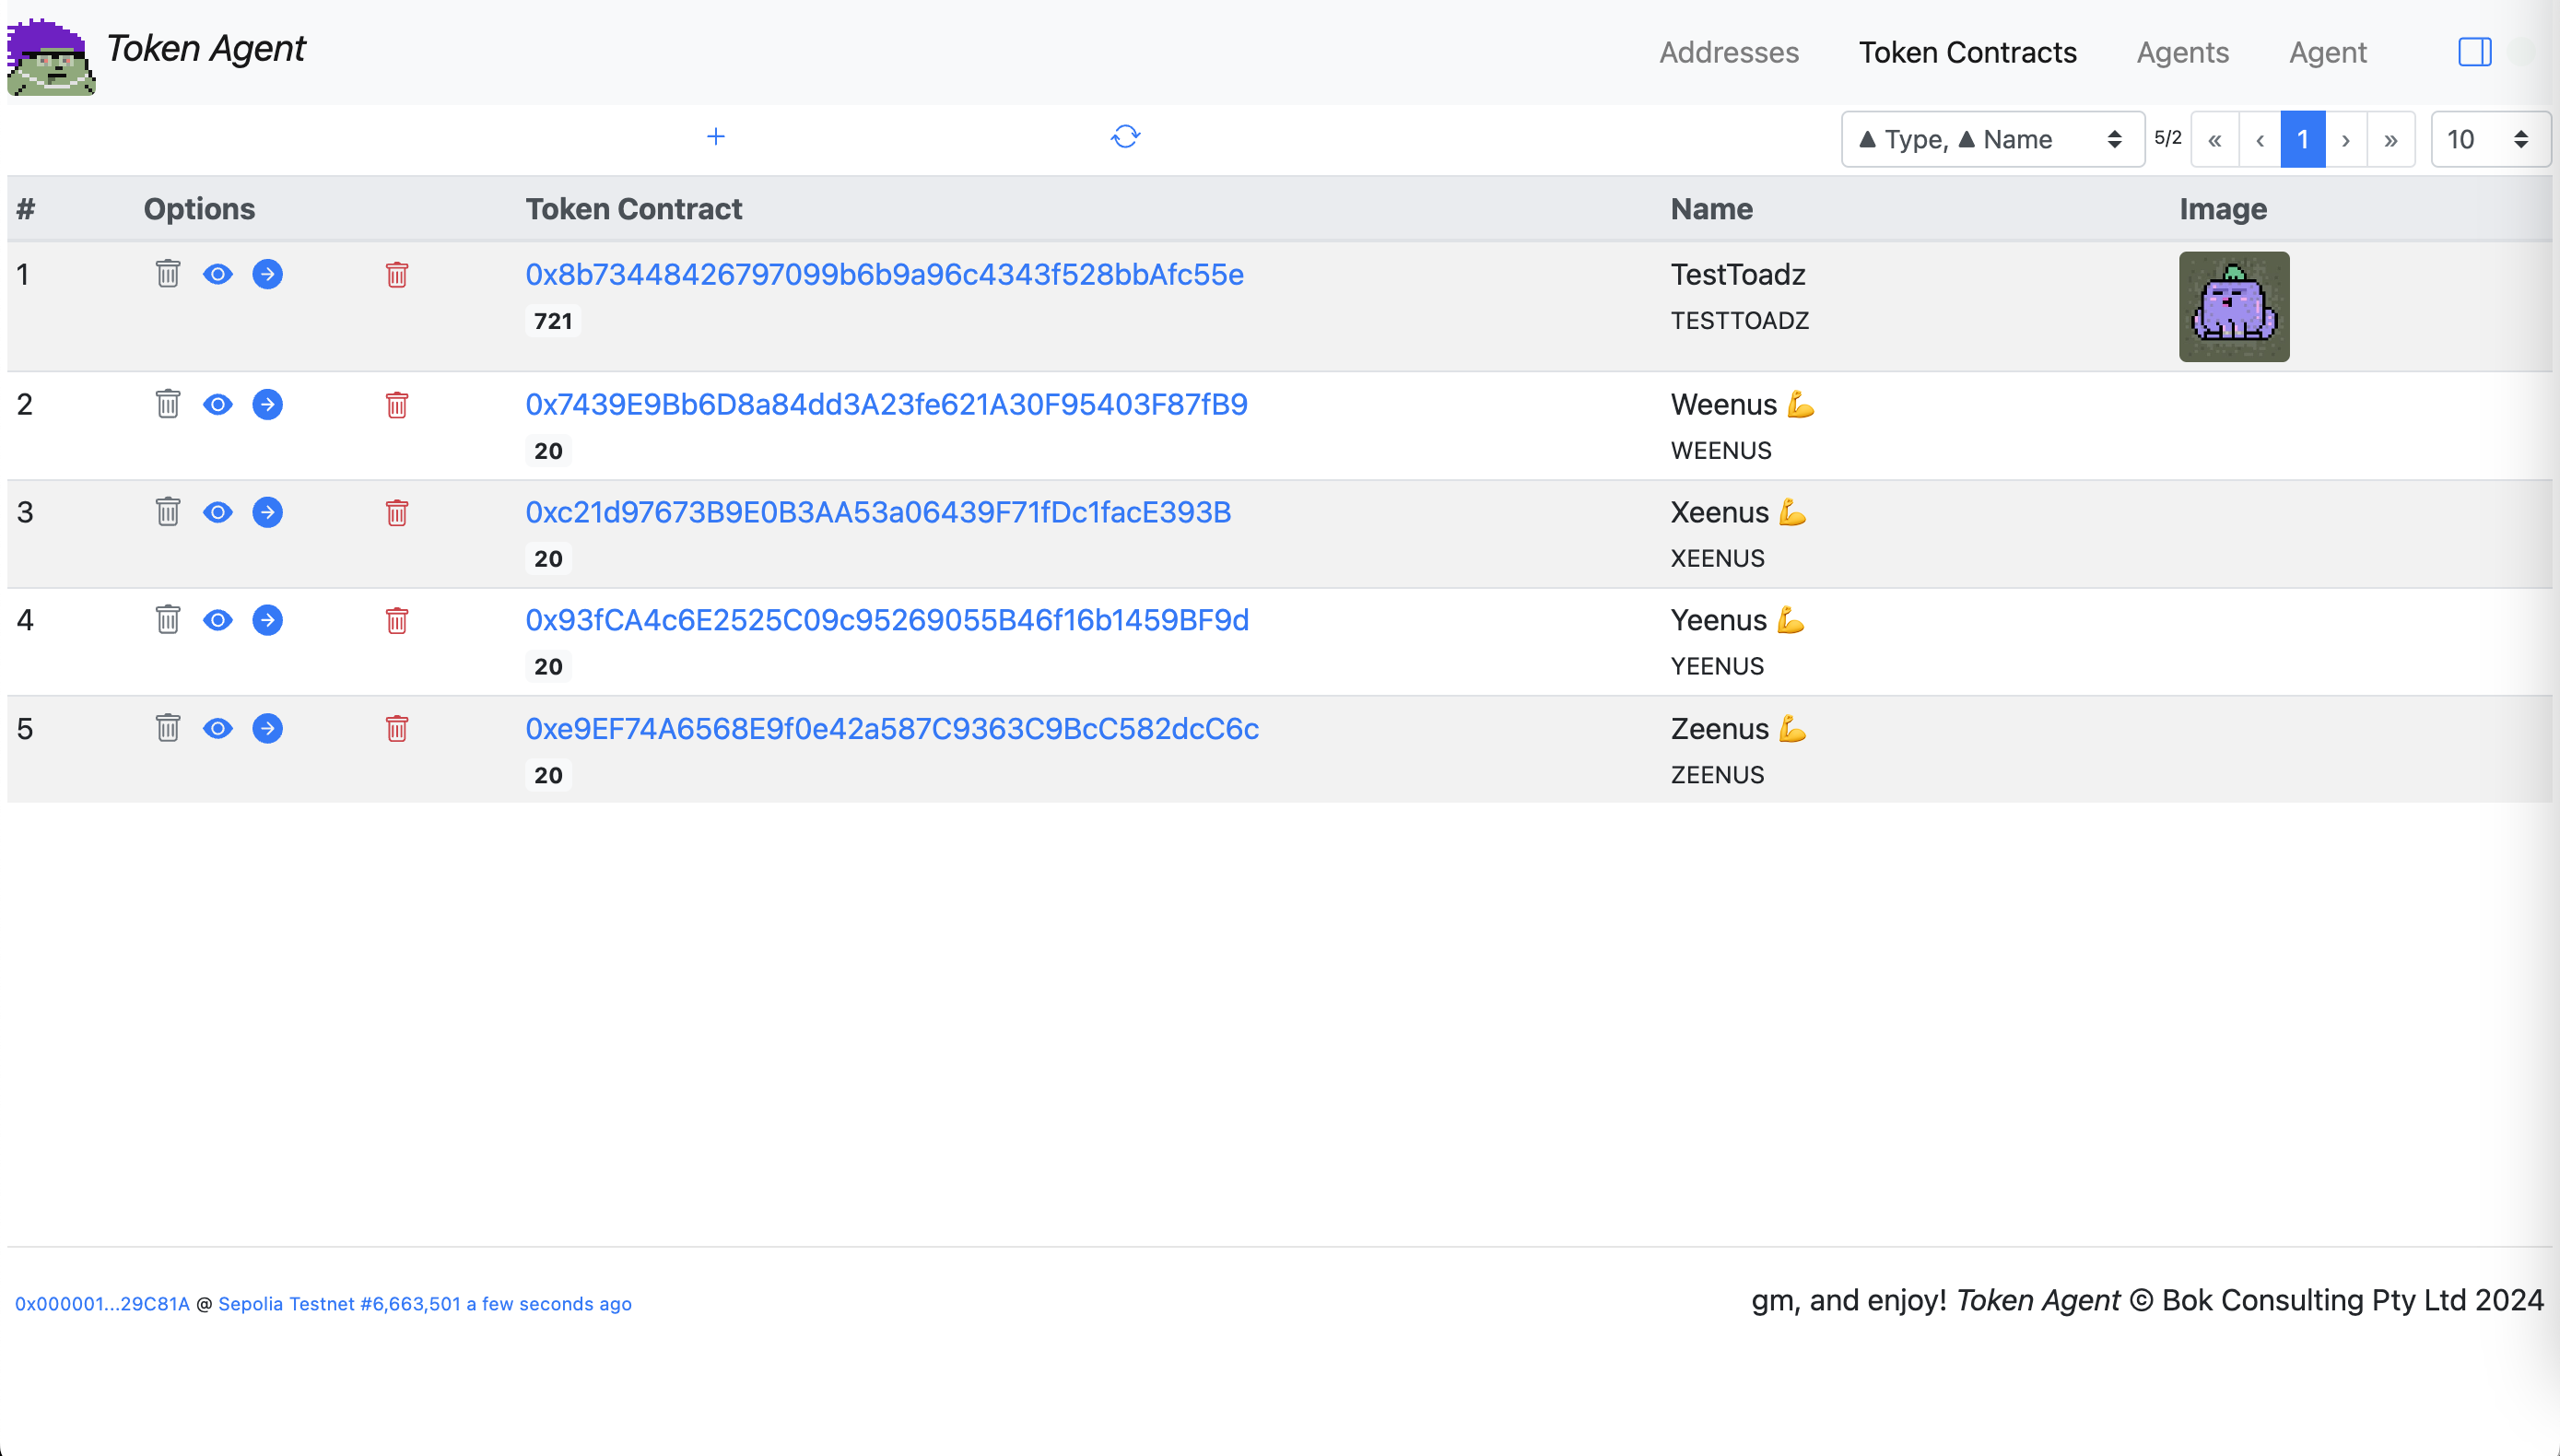 Token Agent
Addresses Token Contracts Agents Agent
▲ Type, ▲ Name 5/2 « ‹ 1 › » 10
# Options Token Contract Name Image
1 0x8b73448426797099b6b9a96c4343f528bbAfc55e TestToadz
721 TESTTOADZ
2 0x7439E9Bb6D8a84dd3A23fe621A30F95403F87fB9 Weenus 💪
20 WEENUS
3 0xc21d97673B9E0B3AA53a06439F71fDc1facE393B Xeenus 💪
20 XEENUS
4 0x93fCA4c6E2525C09c95269055B46f16b1459BF9d Yeenus 💪
20 YEENUS
5 0xe9EF74A6568E9f0e42a587C9363C9BcC582dcC6c Zeenus 💪
20 ZEENUS
0x000001...29C81A @ Sepolia Testnet #6,663,501 a few seconds ago gm, and enjoy! Token Agent © Bok Consulting Pty Ltd 2024